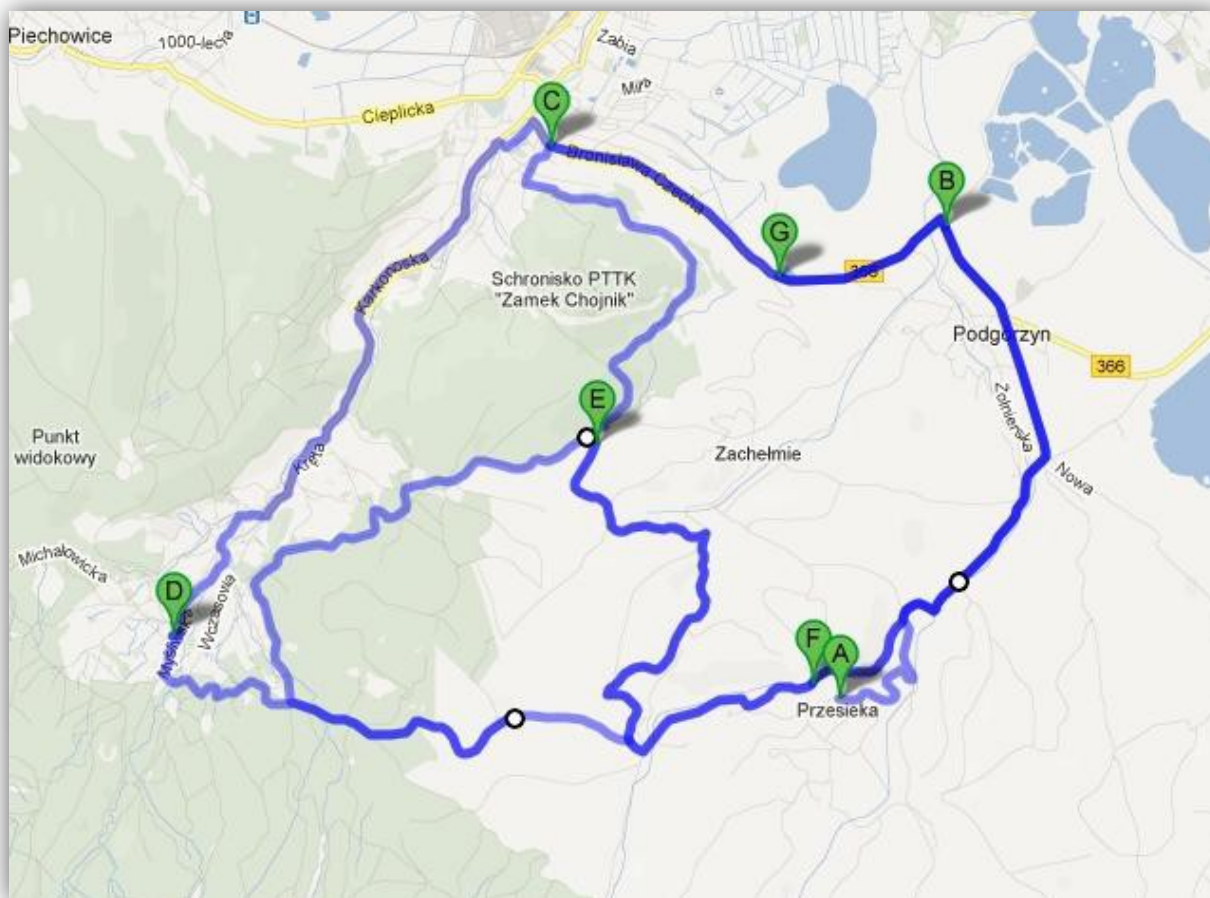 Piechowice
1000-lecia
Żabia
Cieplicka
Mira
C
Bronisława Czecha
B
G
Karkonoska
Schronisko PTTK
"Zamek Chojnik"
366
Podgórzyn
366
E
Żołnierska
Punkt
widokowy
Kręta
Zachełmie
Nowa
Michałowicka
D
Wczasowa
Myśliwska
F
A
Przesieka